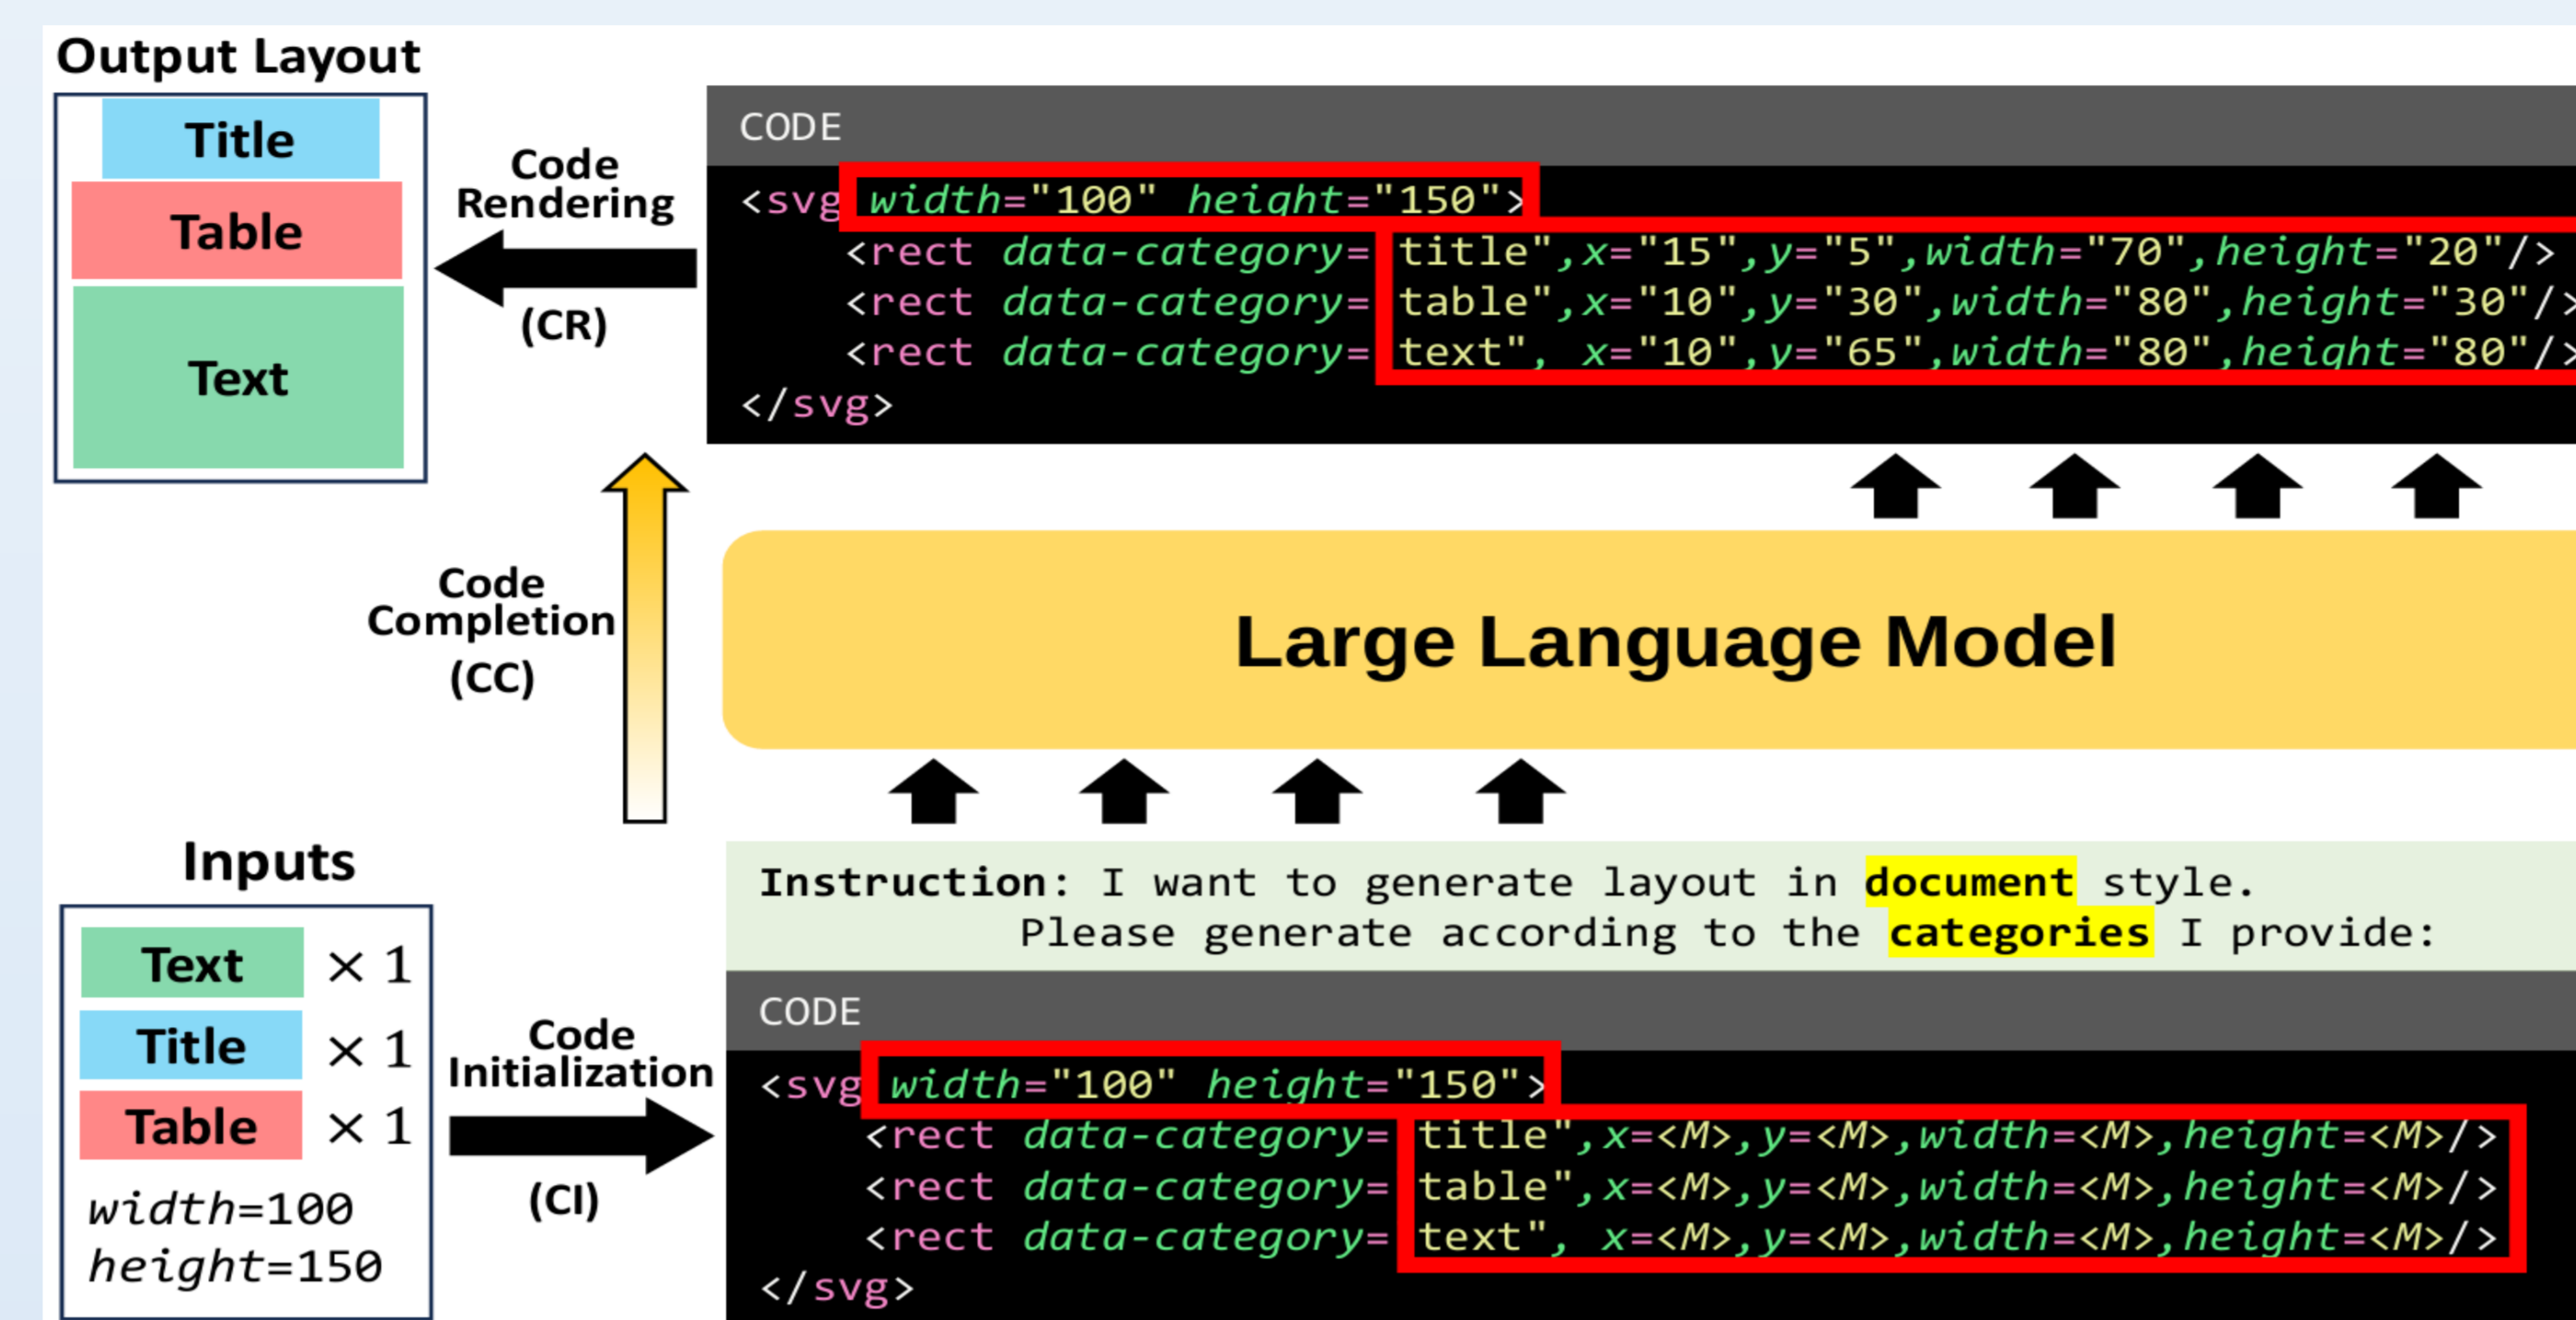 Output Layout
Title
Table
Text
Code
Rendering
(CR)
CODE
<svg width="100" height="150">
<rect data-category= title",x="15",y="5",width="70",height="20"/>
<rect data-category= table",x="10",y="30",width="80",height="30"/>
<rect data-category= text", x="10",y="65",width="80",height="80"/>
</svg>
Code
Completion
(CC)
Large Language Model
Inputs
Text × 1
Title × 1
Table × 1
width=100
height=150
Code
Initialization
(CI)
Instruction: I want to generate layout in document style.
Please generate according to the categories I provide:
CODE
<svg width="100" height="150">
<rect data-category= title",x=<M>,y=<M>,width=<M>,height=<M>/>
<rect data-category= table",x=<M>,y=<M>,width=<M>,height=<M>/>
<rect data-category= text", x=<M>,y=<M>,width=<M>,height=<M>/>
</svg>